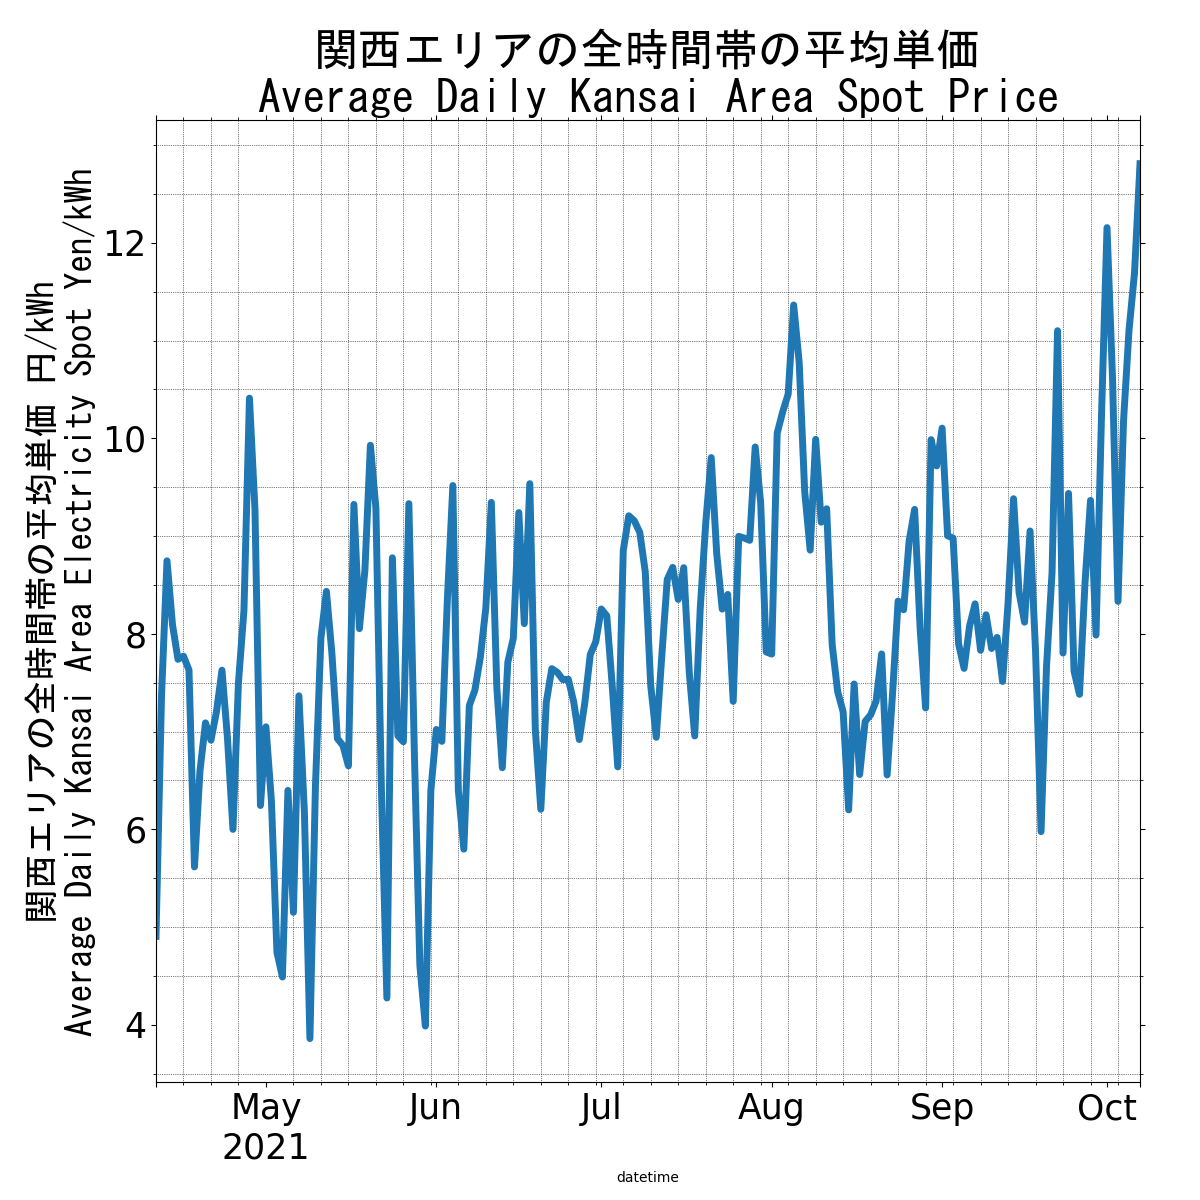 関西エリアの全時間帯の平均単価
Average Daily Kansai Area Spot Price
関西エリアの全時間帯の平均単価 円/kWh
Average Daily Kansai Area Electricity Spot Yen/kWh
12
10
8
6
4
May
2021
Jun
Jul
Aug
Sep
Oct
datetime